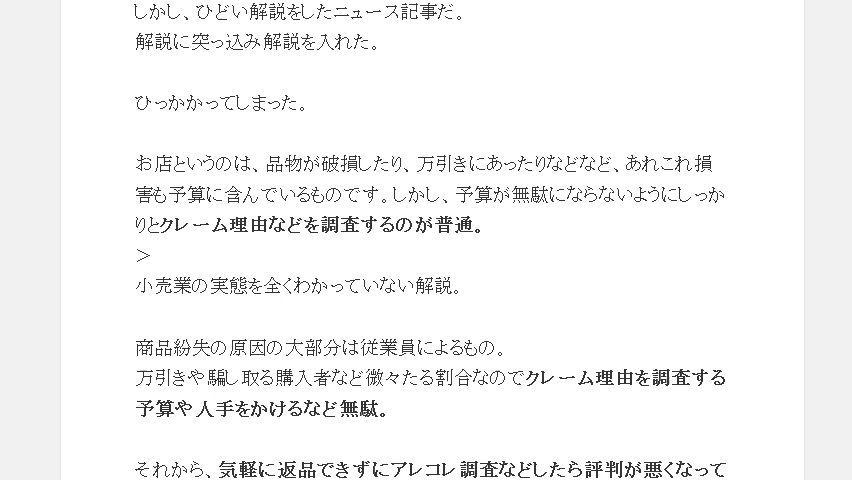 しかし、ひどい解説をしたニュース記事だ。
解説に突っ込み解説を入れた。
ひっかかってしまった。
お店というのは、品物が破損したり、万引きにあったりなどなど、あれこれ損
害も予算に含んでいるものです。しかし、予算が無駄にならないようにしっか
りとクレーム理由などを調査するのが普通。
＞
小売業の実態を全くわかっていない解説。
商品紛失の原因の大部分は従業員によるもの。
万引きや騙し取る購入者など微々たる割合なのでクレーム理由を調査する
予算や人手をかけるなど無駄。
それから、気軽に返品できずにアレコレ調査などしたら評判が悪くなって